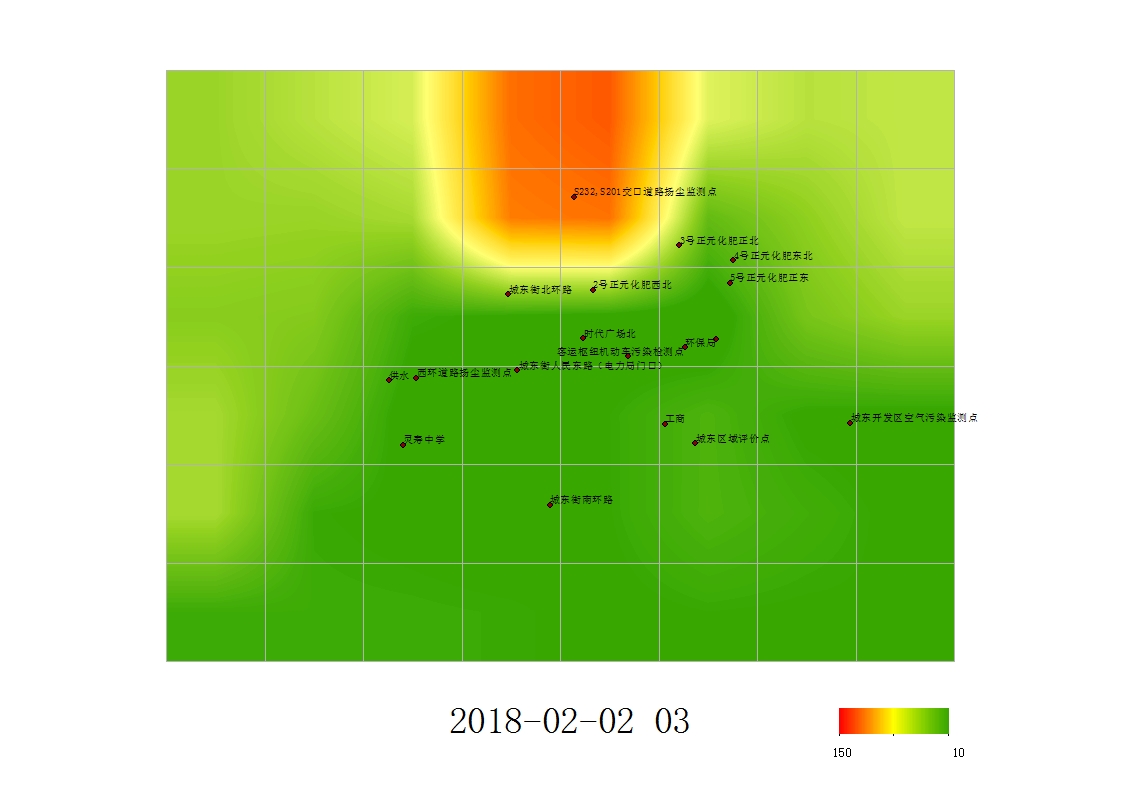 S232,S201交口道路扬尘监测点
3号正元化肥正北
4号正元化肥东北
5号正元化肥正东
2号正元化肥西北
城东街北环路
时代广场北
环保局
客运枢纽机动车污染检测点
城东街人民东路（电力局门口）
供水
西环道路扬尘监测点
工商
城东开发区空气污染监测点
城东区域评价点
灵寿中学
城东街南环路
2018-02-02 03
150
10